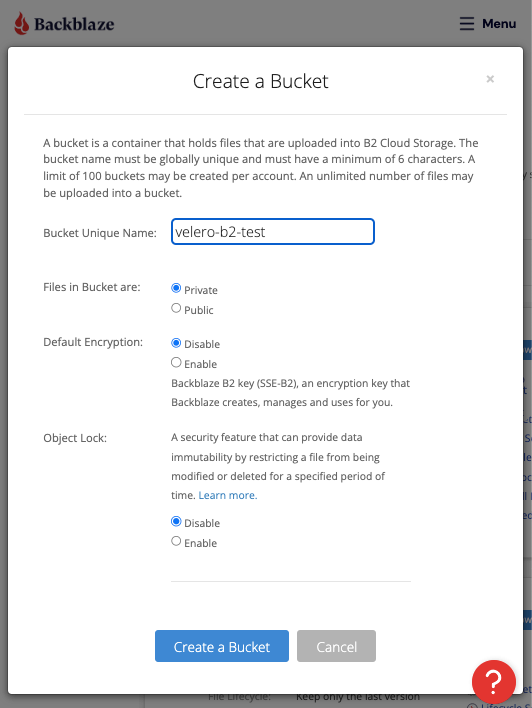 Backblaze
Menu
Create a Bucket
×
A bucket is a container that holds files that are uploaded into B2 Cloud Storage. The
bucket name must be globally unique and must have a minimum of 6 characters. A
limit of 100 buckets may be created per account. An unlimited number of files may
be uploaded into a bucket.
Bucket Unique Name: velero-b2-test
Files in Bucket are: Private
Public
Default Encryption: Disable
Enable
Backblaze B2 key (SSE-B2), an encryption key that
Backblaze creates, manages and uses for you.
Object Lock: A security feature that can provide data
immutability by restricting a file from being
modified or deleted for a specified period of
time. Learn more.
Disable
Enable
Create a Bucket Cancel
?
File Lifecycle: Keep only the last version